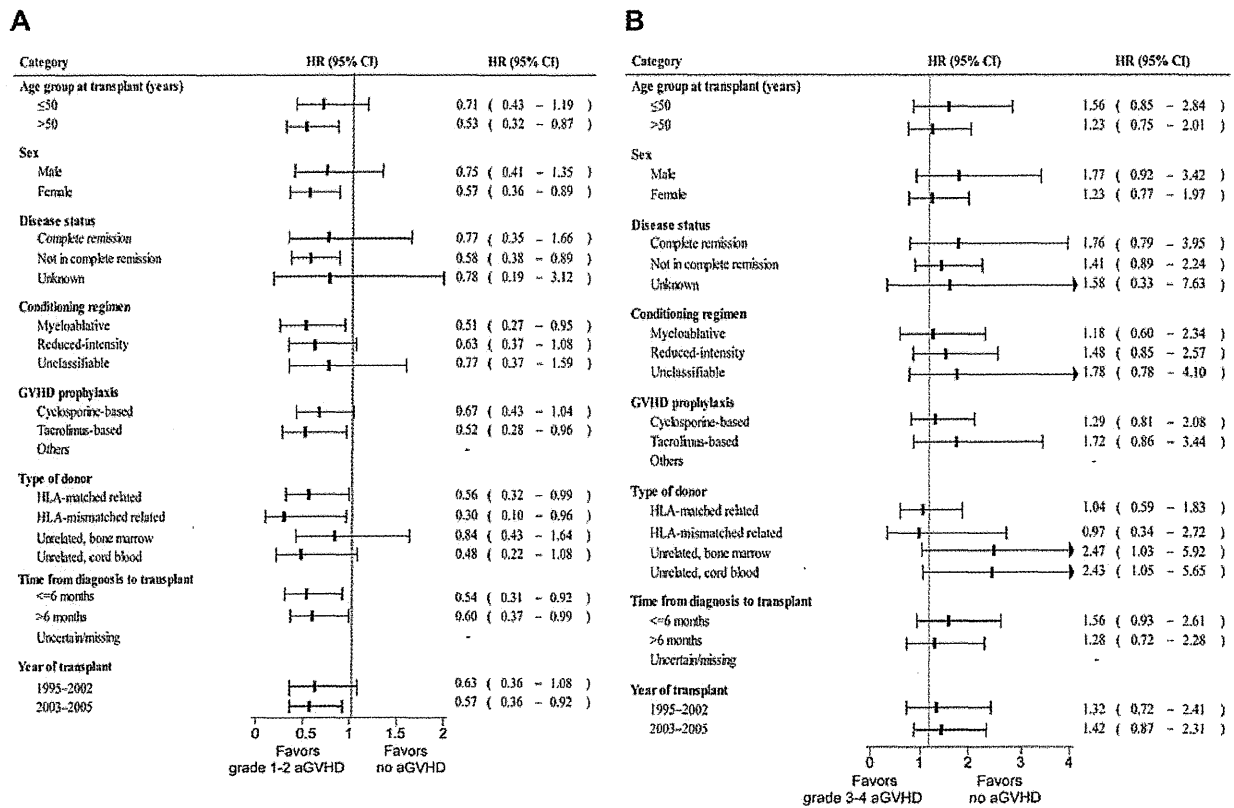 A
Category HR (95% CI) HR (95% CI)
Age group at transplant (years)
≤50 0.71 ( 0.43 – 1.19 )
>50 0.53 ( 0.32 – 0.87 )
Sex
Male 0.75 ( 0.41 – 1.35 )
Female 0.57 ( 0.36 – 0.89 )
Disease status
Complete remission 0.77 ( 0.35 – 1.66 )
Not in complete remission 0.58 ( 0.38 – 0.89 )
Unknown 0.78 ( 0.19 – 3.12 )
Conditioning regimen
Myeloablative 0.51 ( 0.27 – 0.95 )
Reduced-intensity 0.63 ( 0.37 – 1.08 )
Unclassifiable 0.77 ( 0.37 – 1.59 )
GVHD prophylaxis
Cyclosporine-based 0.67 ( 0.43 – 1.04 )
Tacrolimus-based 0.52 ( 0.28 – 0.96 )
Others -
Type of donor
HLA-matched related 0.56 ( 0.32 – 0.99 )
HLA-mismatched related 0.30 ( 0.10 – 0.96 )
Unrelated, bone marrow 0.84 ( 0.43 – 1.64 )
Unrelated, cord blood 0.48 ( 0.22 – 1.08 )
Time from diagnosis to transplant
<=6 months 0.54 ( 0.31 – 0.92 )
>6 months 0.60 ( 0.37 – 0.99 )
Uncertain/missing -
Year of transplant
1995–2002 0.63 ( 0.36 – 1.08 )
2003–2005 0.57 ( 0.36 – 0.92 )
0 0.5 1 1.5 2
Favors Favors
grade 1-2 aGVHD no aGVHD
B
Category HR (95% CI) HR (95% CI)
Age group at transplant (years)
≤50 1.56 ( 0.85 – 2.84 )
>50 1.23 ( 0.75 – 2.01 )
Sex
Male 1.77 ( 0.92 – 3.42 )
Female 1.23 ( 0.77 – 1.97 )
Disease status
Complete remission 1.76 ( 0.79 – 3.95 )
Not in complete remission 1.41 ( 0.89 – 2.24 )
Unknown 1.58 ( 0.33 – 7.63 )
Conditioning regimen
Myeloablative 1.18 ( 0.60 – 2.34 )
Reduced-intensity 1.48 ( 0.85 – 2.57 )
Unclassifiable 1.78 ( 0.78 – 4.10 )
GVHD prophylaxis
Cyclosporine-based 1.29 ( 0.81 – 2.08 )
Tacrolimus-based 1.72 ( 0.86 – 3.44 )
Others -
Type of donor
HLA-matched related 1.04 ( 0.59 – 1.83 )
HLA-mismatched related 0.97 ( 0.34 – 2.72 )
Unrelated, bone marrow 2.47 ( 1.03 – 5.92 )
Unrelated, cord blood 2.43 ( 1.05 – 5.65 )
Time from diagnosis to transplant
<=6 months 1.56 ( 0.93 – 2.61 )
>6 months 1.28 ( 0.72 – 2.28 )
Uncertain/missing -
Year of transplant
1995–2002 1.32 ( 0.72 – 2.41 )
2003–2005 1.42 ( 0.87 – 2.31 )
0 1 2 3 4
Favors Favors
grade 3-4 aGVHD no aGVHD